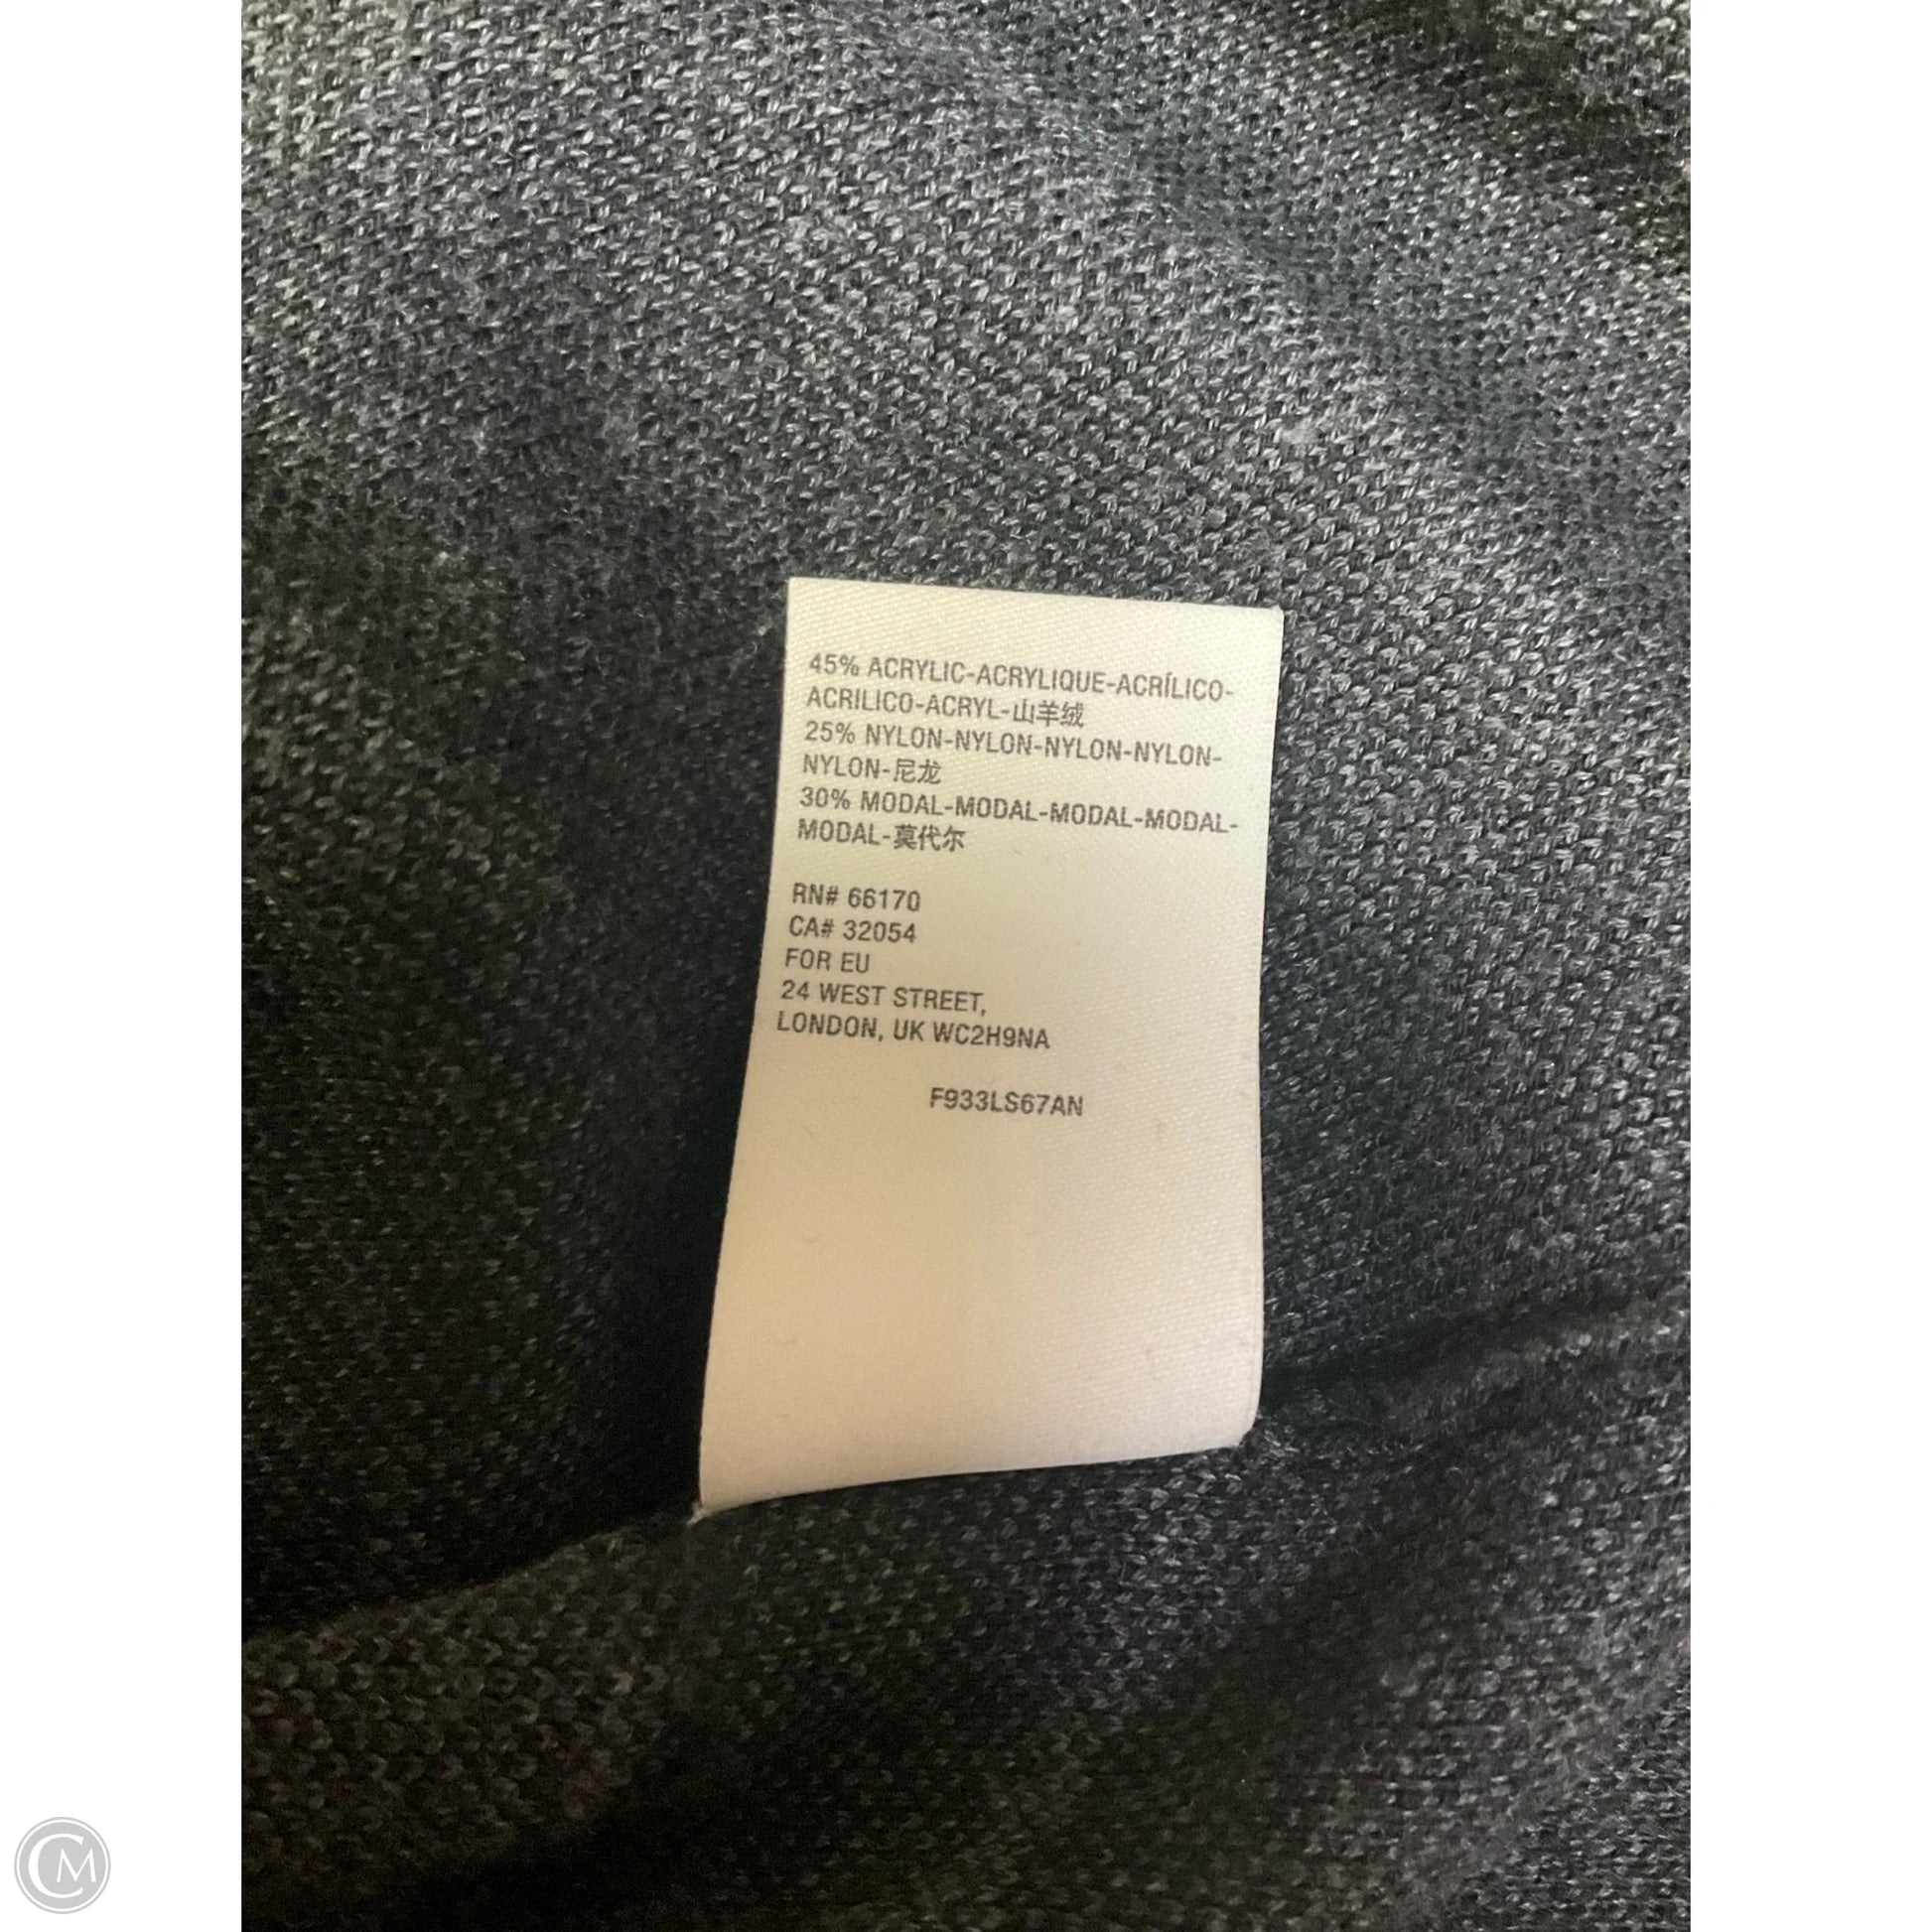 45% ACRYLIC-ACRYLIQUE-ACRÍLICO-
ACRILICO-ACRYL-山羊绒
25% NYLON-NYLON-NYLON-NYLON-
NYLON-尼龙
30% MODAL-MODAL-MODAL-MODAL-
MODAL-莫代尔
RN# 66170
CA# 32054
FOR EU
24 WEST STREET,
LONDON, UK WC2H9NA
F933LS67AN
CM